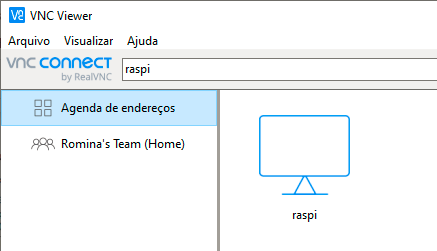 VNC Viewer
Arquivo Visualizar Ajuda
vnc connect
by RealVNC
raspi
Agenda de endereços
Romina's Team (Home)
raspi